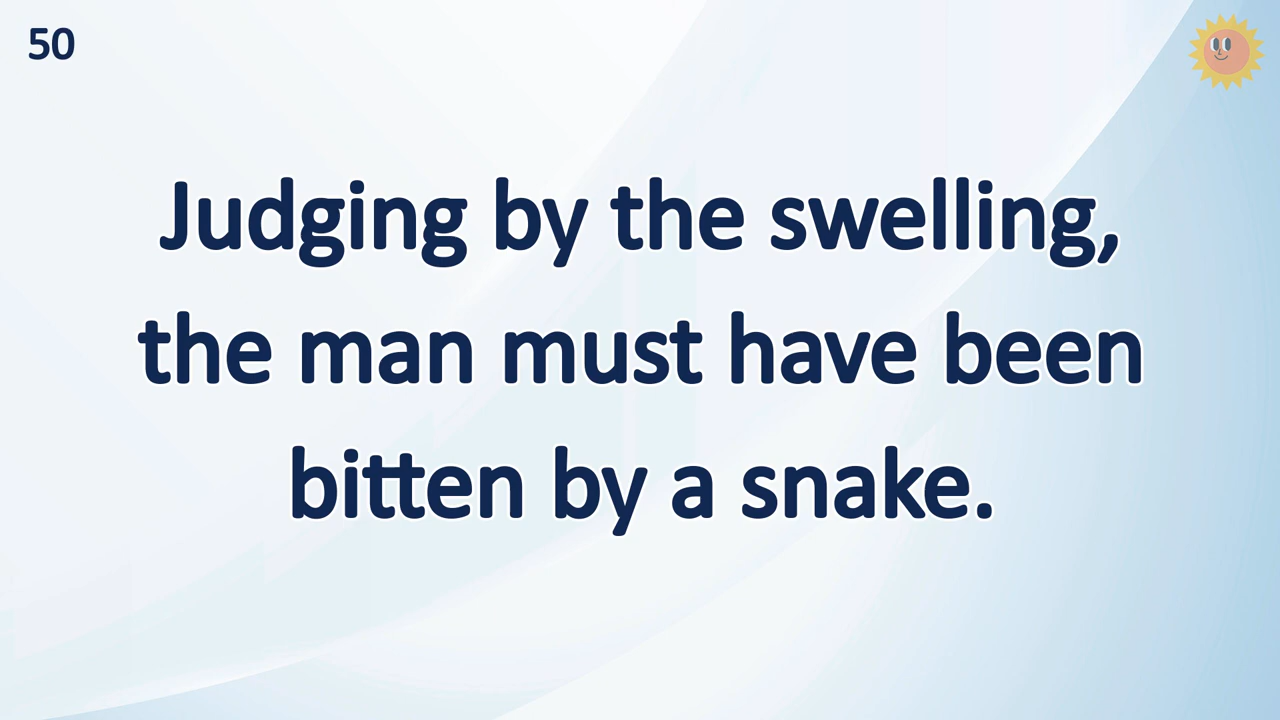 50
Judging by the swelling,
the man must have been
bitten by a snake.